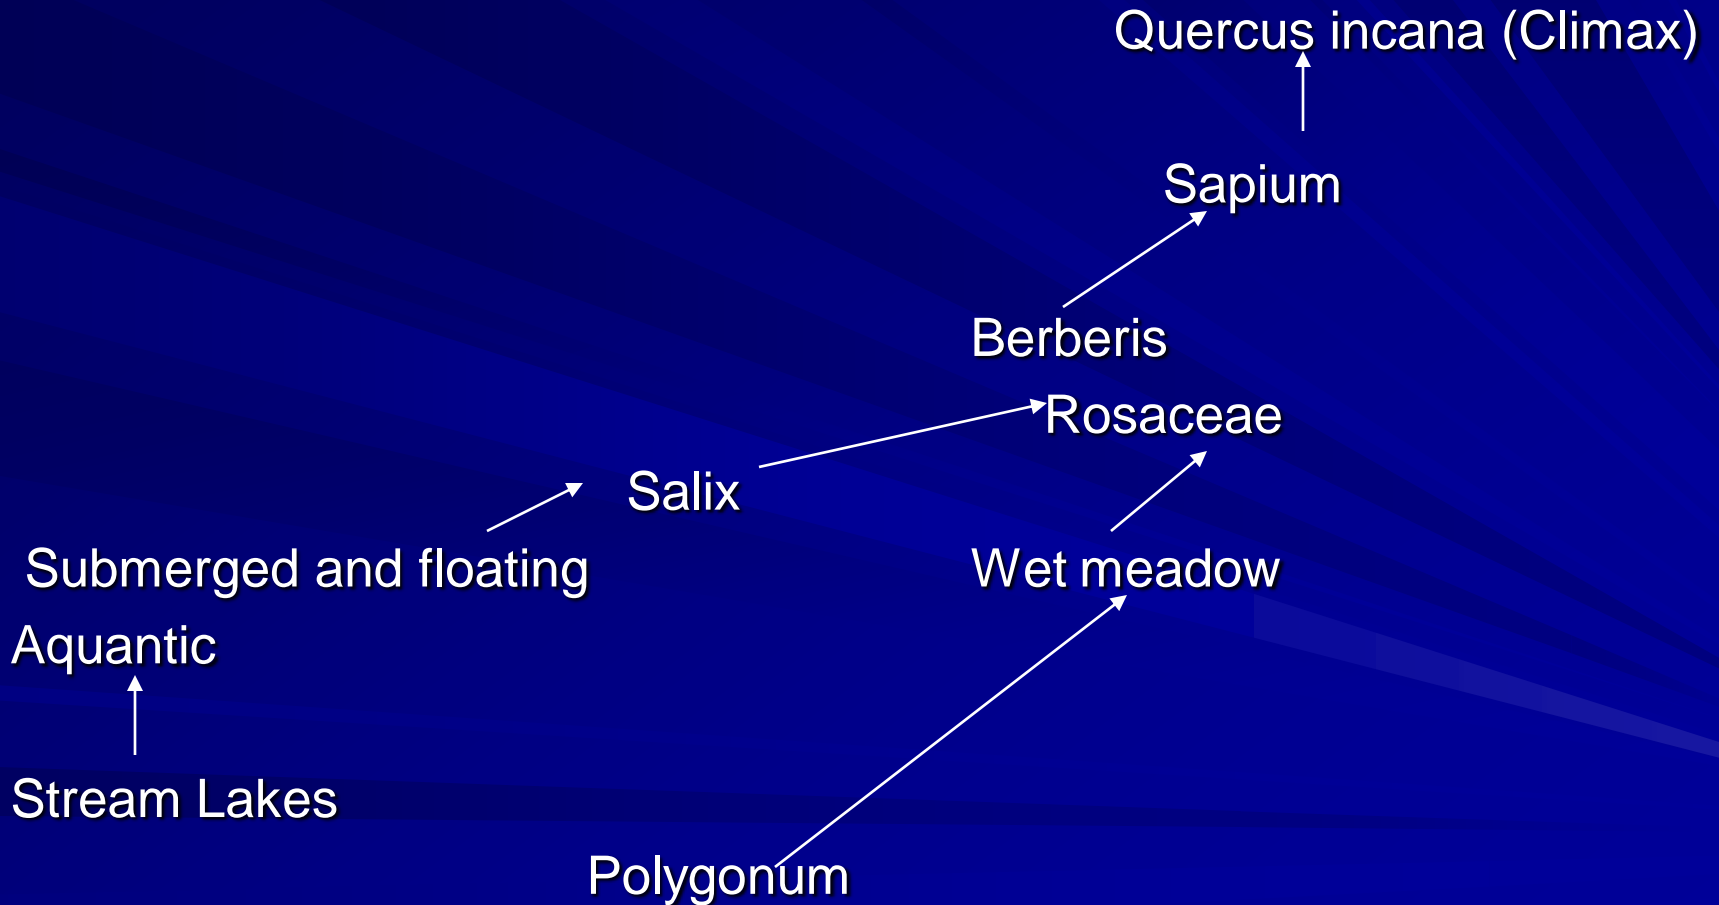 Quercus incana (Climax)
Sapium
Berberis
Rosaceae
Salix
Submerged and floating
Wet meadow
Aquantic
Stream Lakes
Polygonum